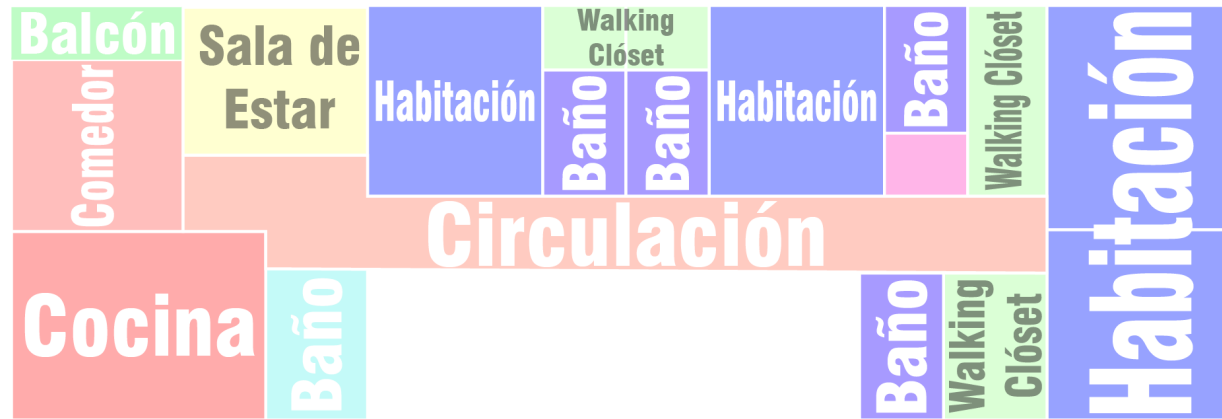 Balcón
Comedor
Sala de
Estar
Habitación
Walking
Clóset
Baño
Baño
Habitación
Baño
Walking Clóset
Habitación
Circulación
Cocina
Baño
Baño
Walking
Clóset